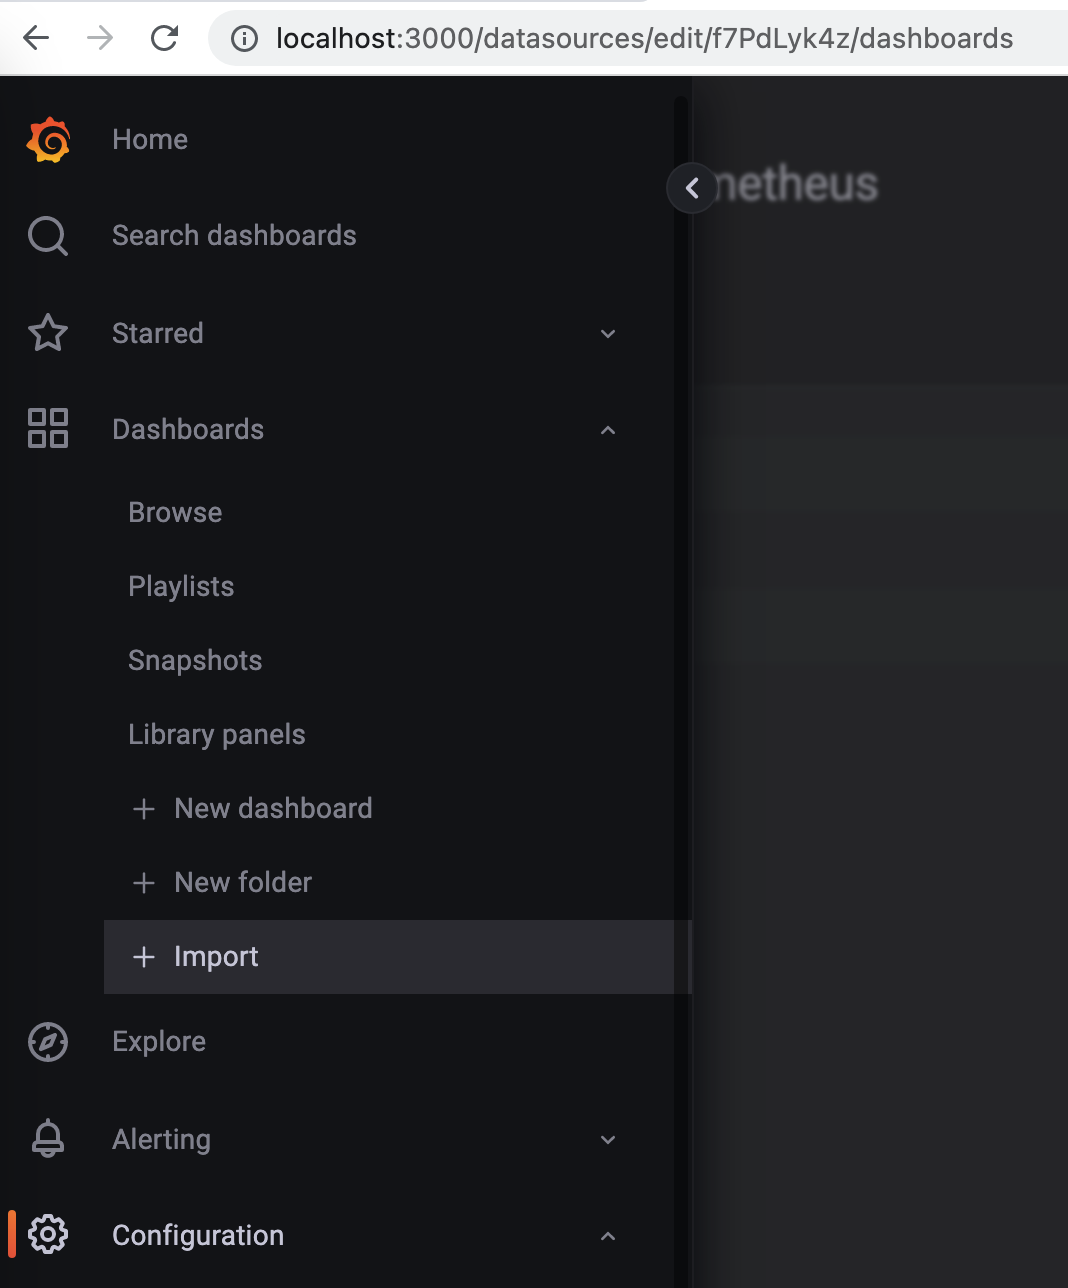 localhost:3000/datasources/edit/f7PdLyk4z/dashboards
Home
metheus
Search dashboards
Starred
Dashboards
Browse
Playlists
Snapshots
Library panels
+ New dashboard
+ New folder
+ Import
Explore
Alerting
Configuration